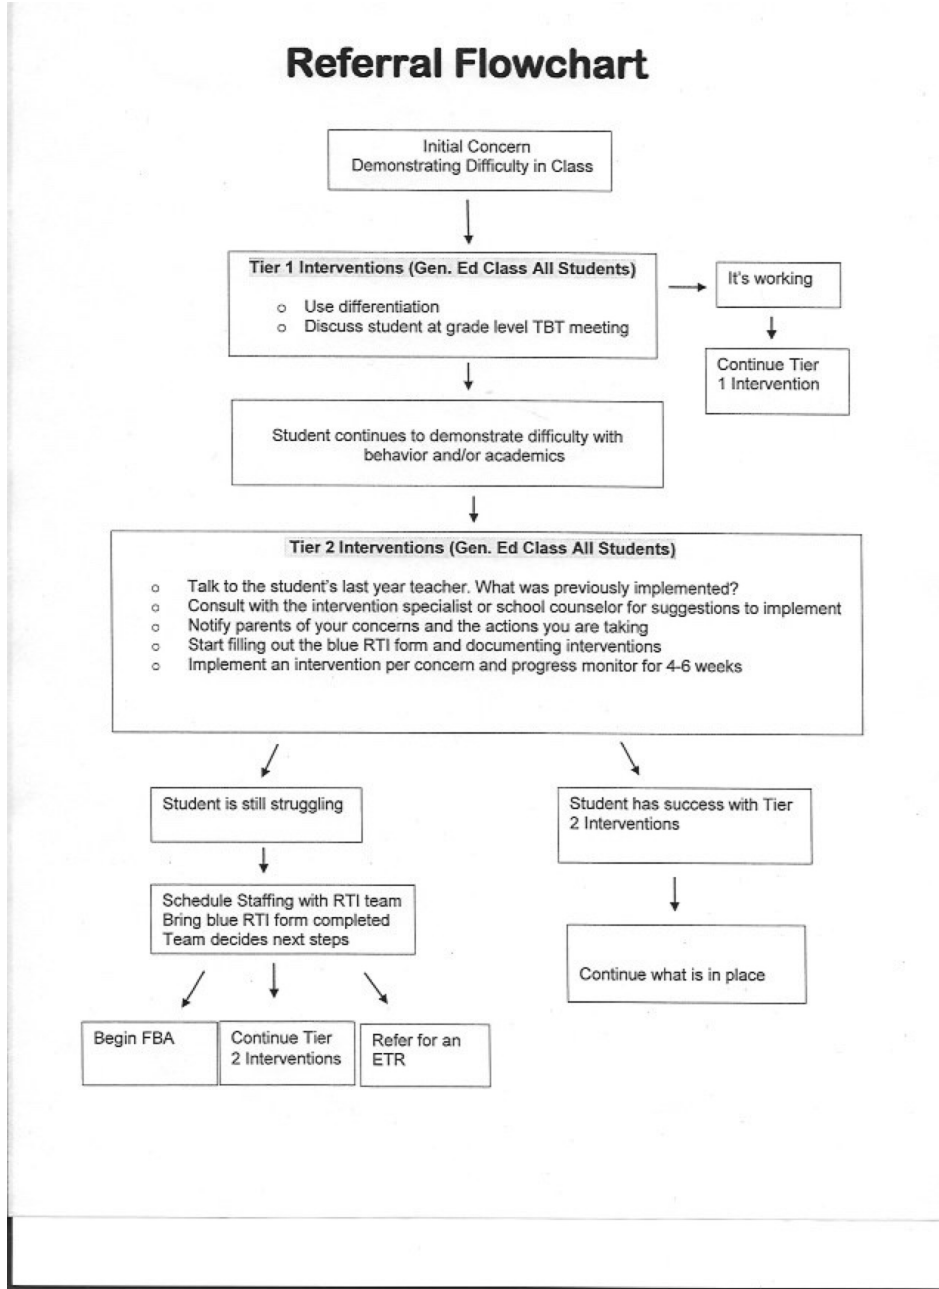 Referral Flowchart
Initial Concern
Demonstrating Difficulty in Class
Tier 1 Interventions (Gen. Ed Class All Students)
o Use differentiation
o Discuss student at grade level TBT meeting
It's working
Continue Tier
1 Intervention
Student continues to demonstrate difficulty with
behavior and/or academics
Tier 2 Interventions (Gen. Ed Class All Students)
o Talk to the student's last year teacher. What was previously implemented?
o Consult with the intervention specialist or school counselor for suggestions to implement
o Notify parents of your concerns and the actions you are taking
o Start filling out the blue RTI form and documenting interventions
o Implement an intervention per concern and progress monitor for 4-6 weeks
Student is still struggling
Schedule Staffing with RTI team
Bring blue RTI form completed
Team decides next steps
Begin FBA
Continue Tier
2 Interventions
Refer for an
ETR
Student has success with Tier
2 Interventions
Continue what is in place